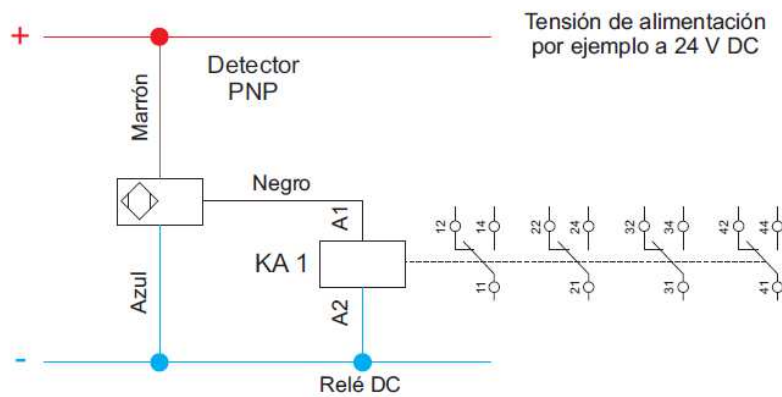 +
Tensión de alimentación
por ejemplo a 24 V DC
Detector
PNP
Marrón
Negro
A1
12
14
22
24
32
34
42
44
KA 1
Azul
A2
11
21
31
41
-
Relé DC